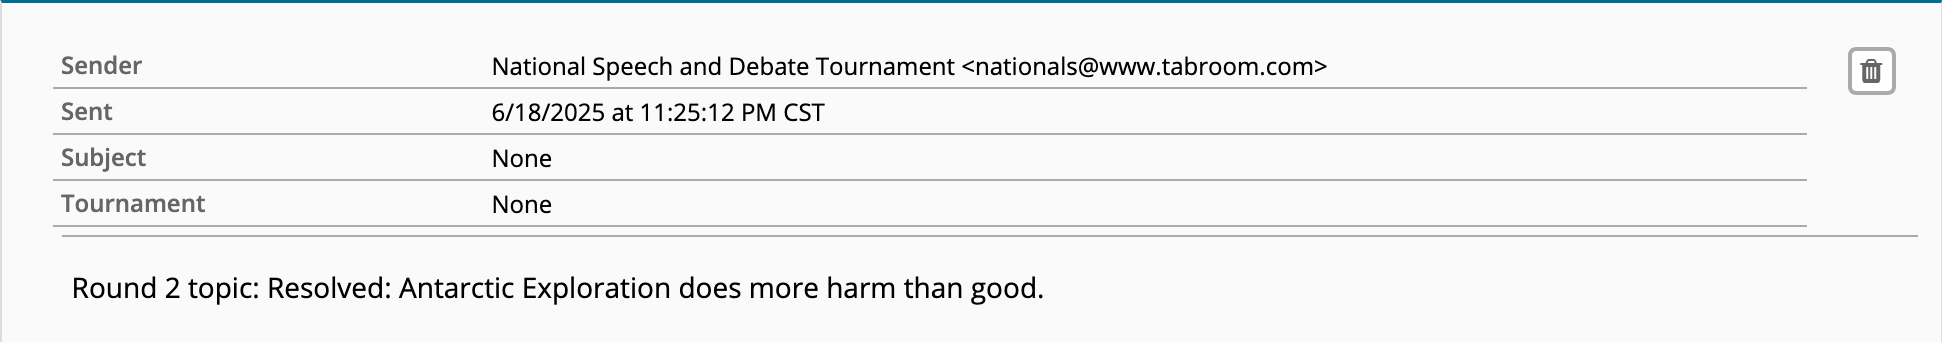 Sender National Speech and Debate Tournament <nationals@www.tabroom.com>
Sent 6/18/2025 at 11:25:12 PM CST
Subject None
Tournament None
Round 2 topic: Resolved: Antarctic Exploration does more harm than good.